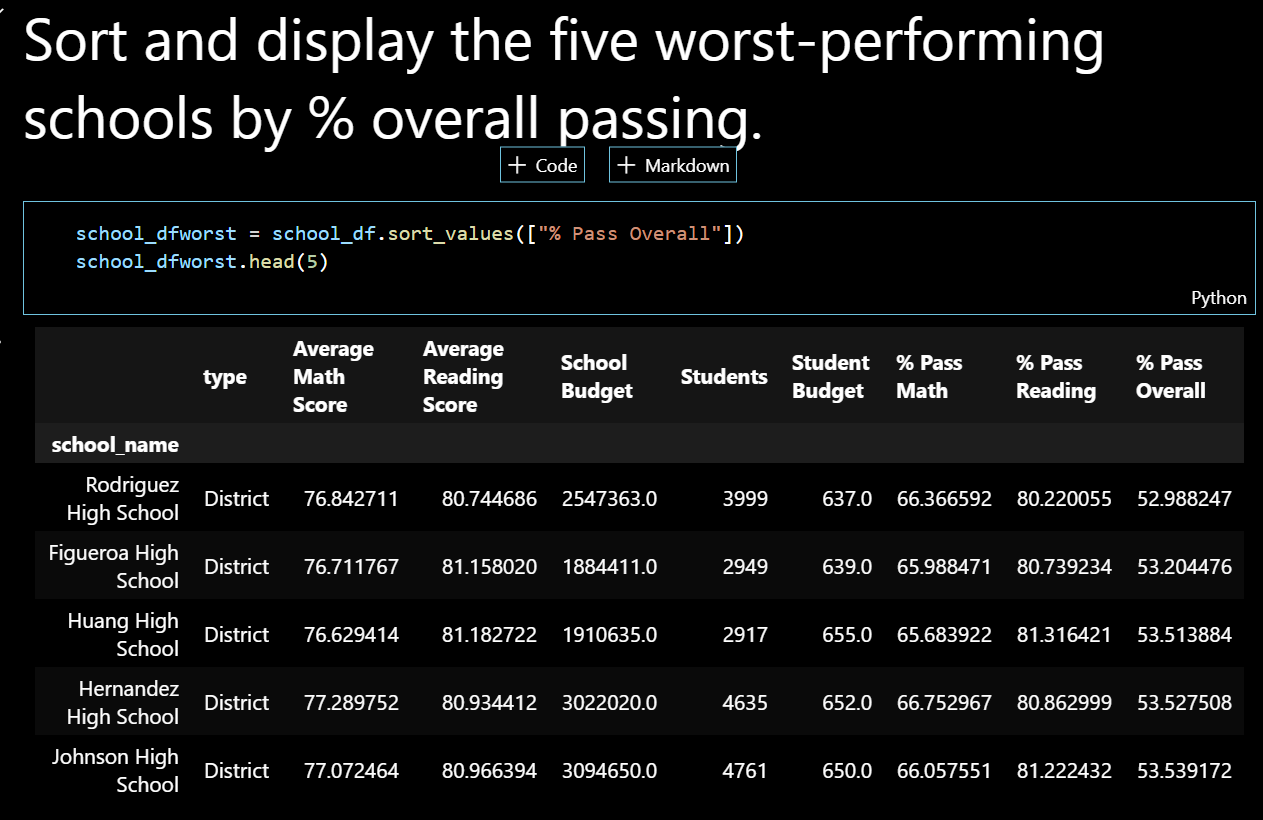 Sort and display the five worst-performing
schools by % overall passing.
+ Code + Markdown
school_dfworst = school_df.sort_values(["% Pass Overall"])
school_dfworst.head(5)
Python
type Average Math Score Average Reading Score School Budget Students Student Budget % Pass Math % Pass Reading % Pass Overall
school_name
Rodriguez High School District 76.842711 80.744686 2547363.0 3999 637.0 66.366592 80.220055 52.988247
Figueroa High School District 76.711767 81.158020 1884411.0 2949 639.0 65.988471 80.739234 53.204476
Huang High School District 76.629414 81.182722 1910635.0 2917 655.0 65.683922 81.316421 53.513884
Hernandez High School District 77.289752 80.934412 3022020.0 4635 652.0 66.752967 80.862999 53.527508
Johnson High School District 77.072464 80.966394 3094650.0 4761 650.0 66.057551 81.222432 53.539172